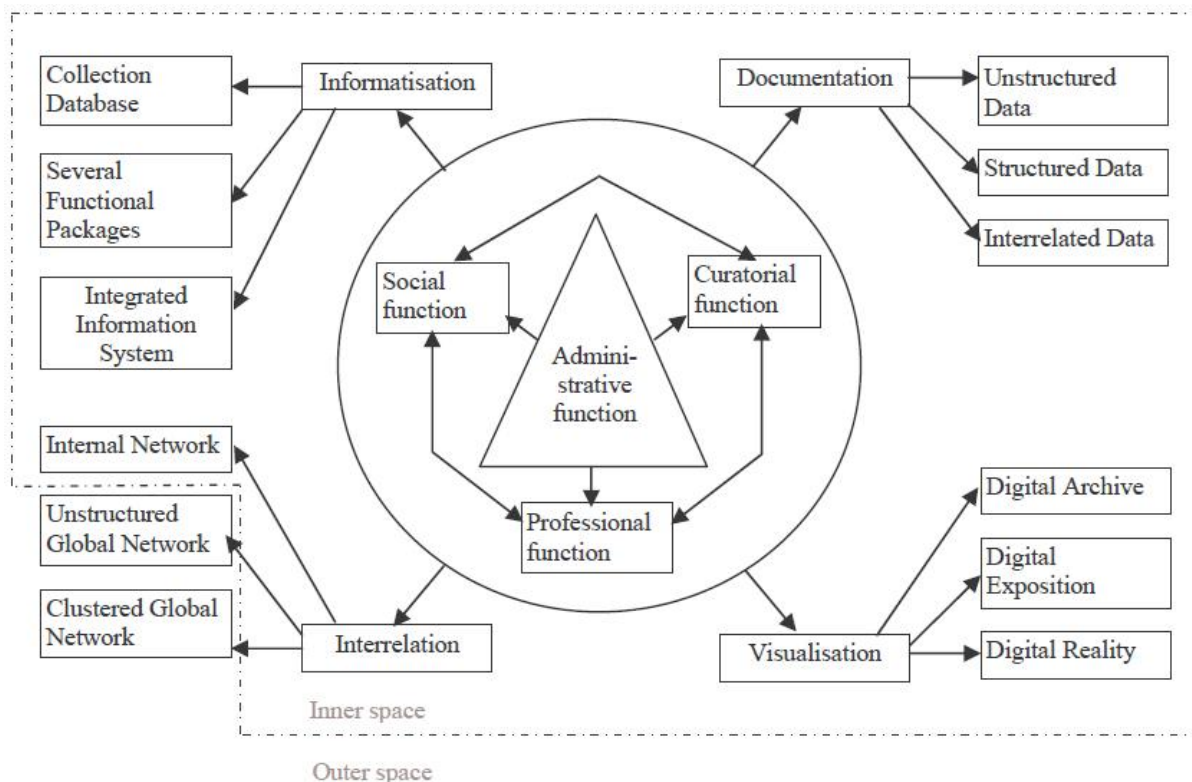 Collection
Database
Informatisation
Documentation
Unstructured
Data
Several
Functional
Packages
Structured Data
Interrelated Data
Integrated
Information
System
Social
function
Curatorial
function
Admini-
strative
function
Professional
function
Internal Network
Unstructured
Global Network
Clustered Global
Network
Interrelation
Visualisation
Digital Archive
Digital
Exposition
Digital Reality
Inner space
Outer space